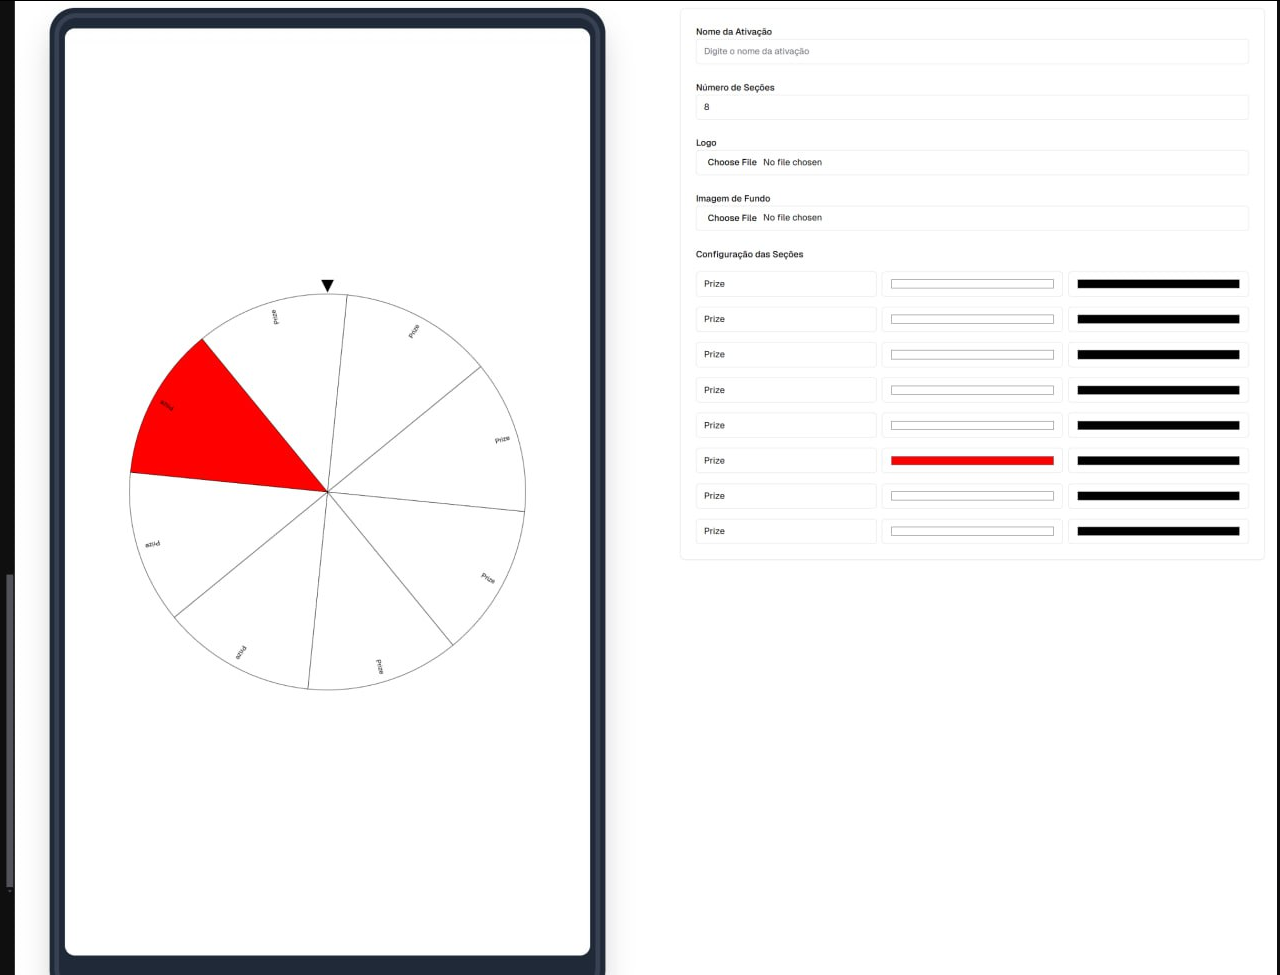 Prize
Prize
Prize
Prize
Prize
Prize
Prize
Prize
Nome da Ativação
Digite o nome da ativação
Número de Seções
8
Logo
Choose File No file chosen
Imagem de Fundo
Choose File No file chosen
Configuração das Seções
Prize
Prize
Prize
Prize
Prize
Prize
Prize
Prize